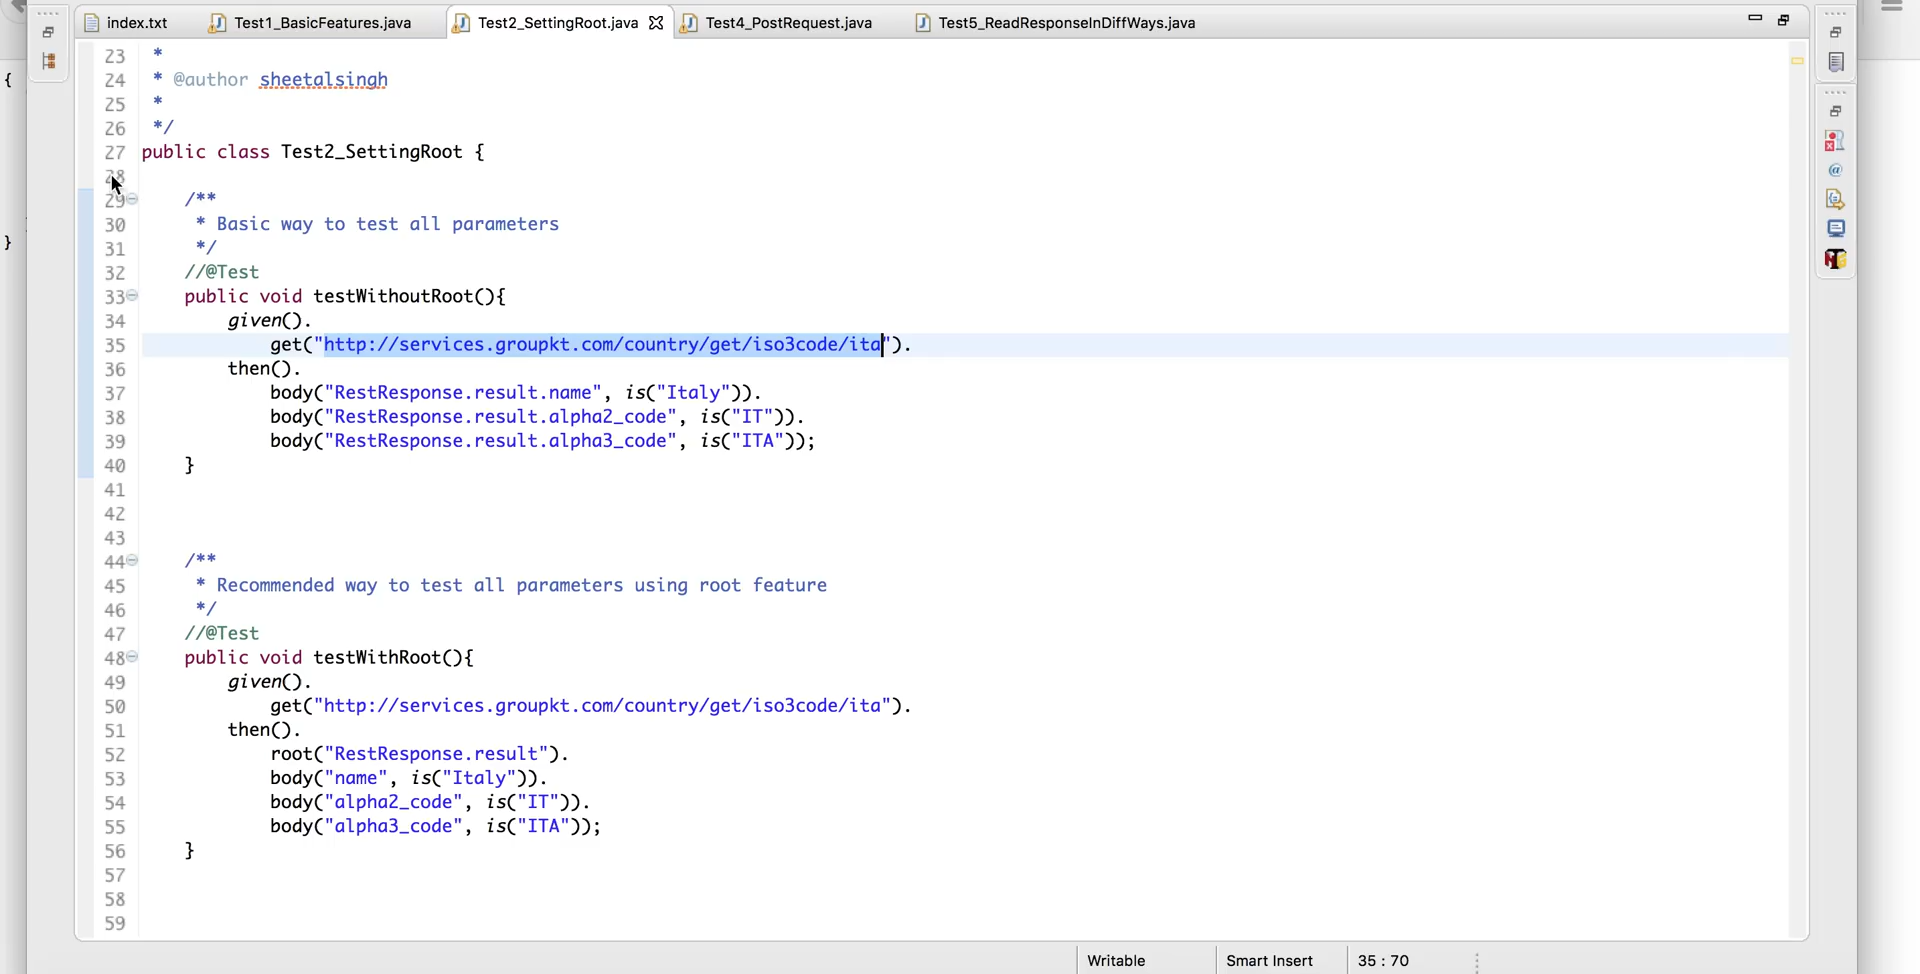 index.txt
Test1_BasicFeatures.java
Test2_SettingRoot.java
Test4_PostRequest.java
Test5_ReadResponseInDiffWays.java
23 *
24 * @author sheetalsingh
25 *
26 */
27 public class Test2_SettingRoot {
28
29 /**
30 * Basic way to test all parameters
31 */
32 //@Test
33 public void testWithoutRoot(){
34 given().
35 get("http://services.groupkt.com/country/get/iso3code/ita").
36 then().
37 body("RestResponse.result.name", is("Italy")).
38 body("RestResponse.result.alpha2_code", is("IT")).
39 body("RestResponse.result.alpha3_code", is("ITA"));
40 }
41
42
43
44 /**
45 * Recommended way to test all parameters using root feature
46 */
47 //@Test
48 public void testWithRoot(){
49 given().
50 get("http://services.groupkt.com/country/get/iso3code/ita").
51 then().
52 root("RestResponse.result").
53 body("name", is("Italy")).
54 body("alpha2_code", is("IT")).
55 body("alpha3_code", is("ITA"));
56 }
57
58
59
{
}
Writable
Smart Insert
35 : 70